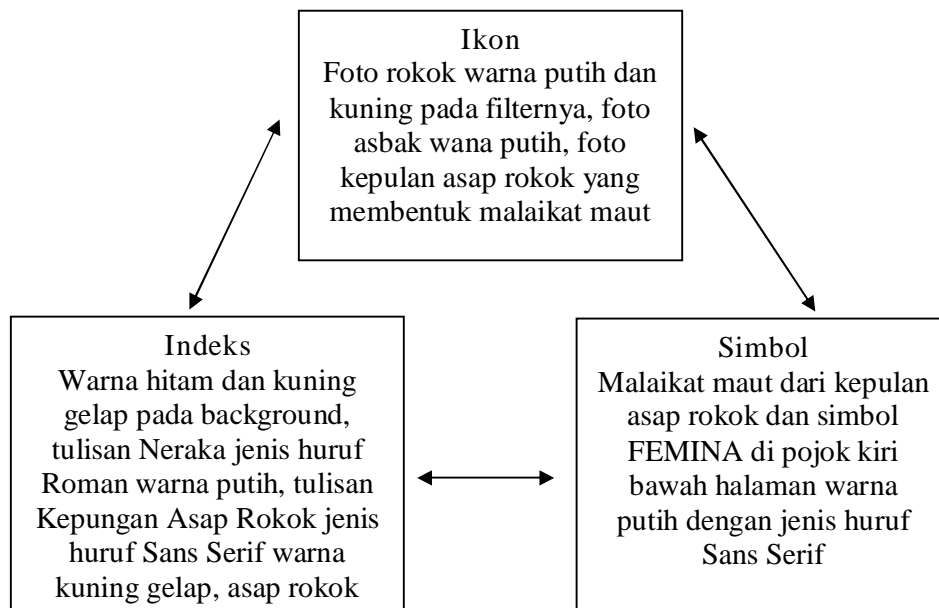 Ikon
Foto rokok warna putih dan
kuning pada filternya, foto
asbak wana putih, foto
kepulan asap rokok yang
membentuk malaikat maut
Indeks
Warna hitam dan kuning
gelap pada background,
tulisan Neraka jenis huruf
Roman warna putih, tulisan
Kepungan Asap Rokok jenis
huruf Sans Serif warna
kuning gelap, asap rokok
Simbol
Malaikat maut dari kepulan
asap rokok dan simbol
FEMINA di pojok kiri
bawah halaman warna
putih dengan jenis huruf
Sans Serif